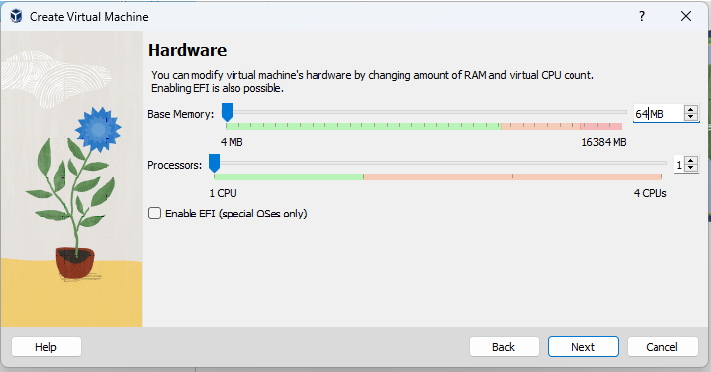 Create Virtual Machine
Hardware
You can modify virtual machine's hardware by changing amount of RAM and virtual CPU count.
Enabling EFI is also possible.
Base Memory: 64 MB
4 MB 16384 MB
Processors: 1
1 CPU 4 CPUs
Enable EFI (special OSes only)
Help Back Next Cancel